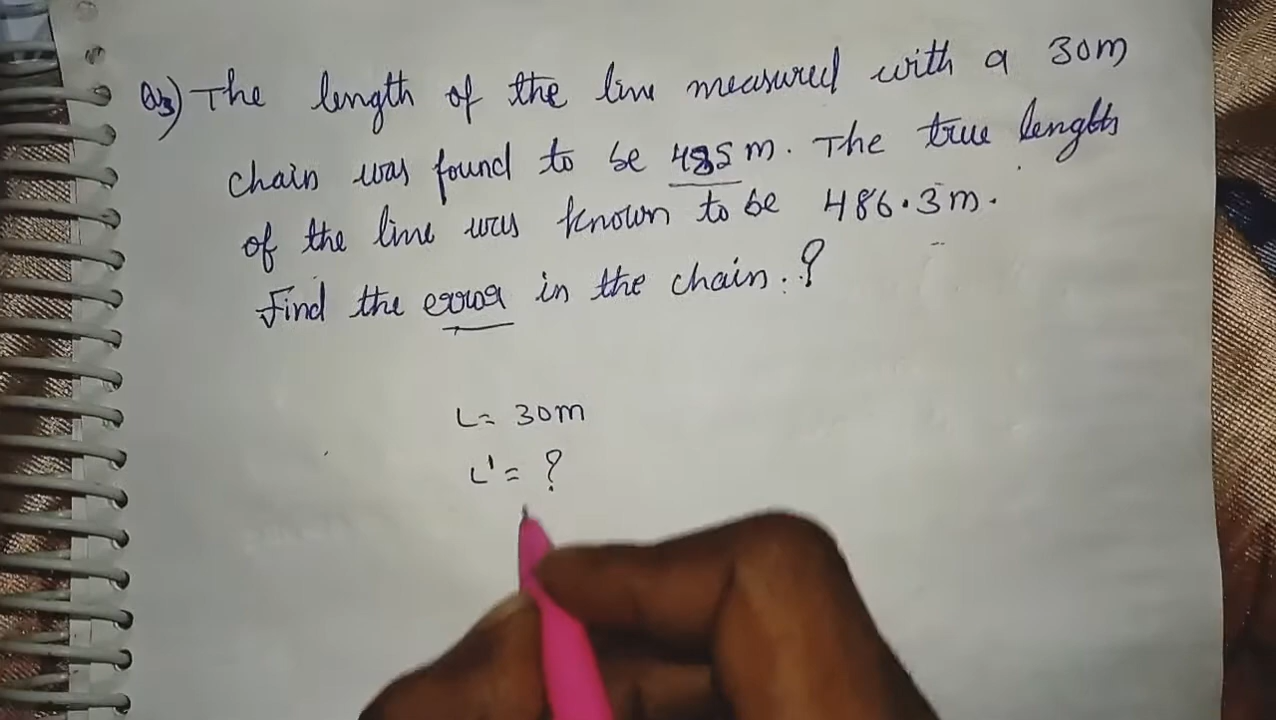 Q3) The length of the line measured with a 30m
chain was found to be 485 m. The true length
of the line was known to be 486.3m.
Find the error in the chain.?
L= 30m
L'= ?